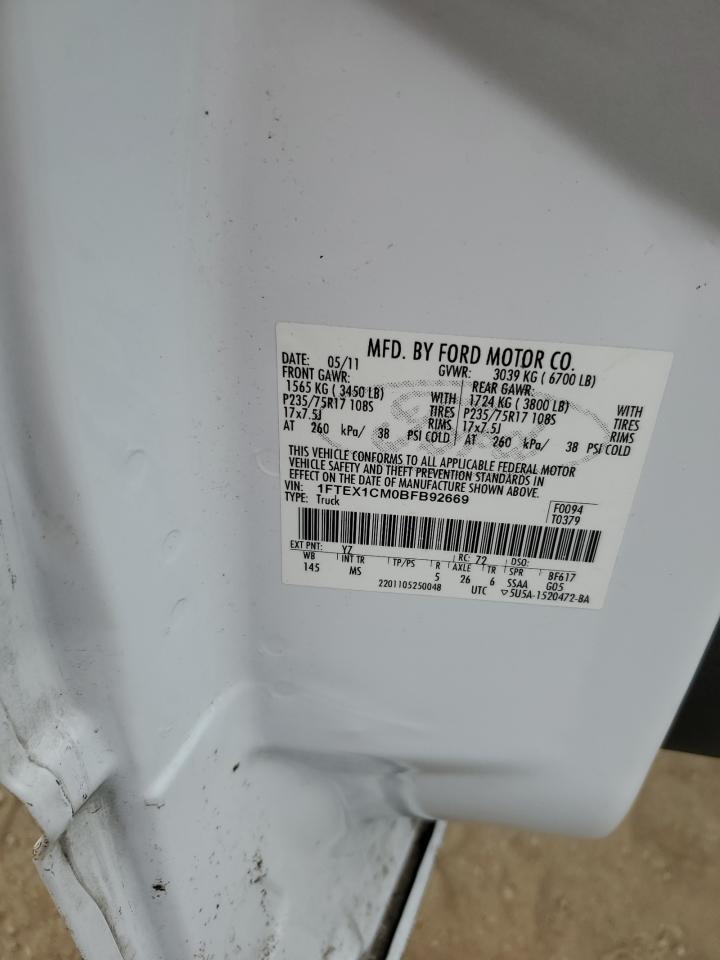 MFD. BY FORD MOTOR CO.
DATE: 05/11 GVWR: 3039 KG ( 6700 LB)
FRONT GAWR: REAR GAWR:
1565 KG ( 3450 LB) WITH 1724 KG ( 3800 LB) WITH
P235/75R17 108S TIRES P235/75R17 108S TIRES
17x7.5J RIMS 17x7.5J RIMS
AT 260 kPa/ 38 PSI COLD AT 260 kPa/ 38 PSI COLD
THIS VEHICLE CONFORMS TO ALL APPLICABLE FEDERAL MOTOR
VEHICLE SAFETY AND THEFT PREVENTION STANDARDS IN
EFFECT ON THE DATE OF MANUFACTURE SHOWN ABOVE.
VIN: 1FTEX1CM0BFB92669 F0094
TYPE: Truck T0379
EXT PNT: YZ RC: 72 DSO:
WB INT TR TP/PS R AXLE TR SPR BF617
145 MS 5 26 6 SSAA G05
2201105250048 UTC ▽5U5A-1520472-BA